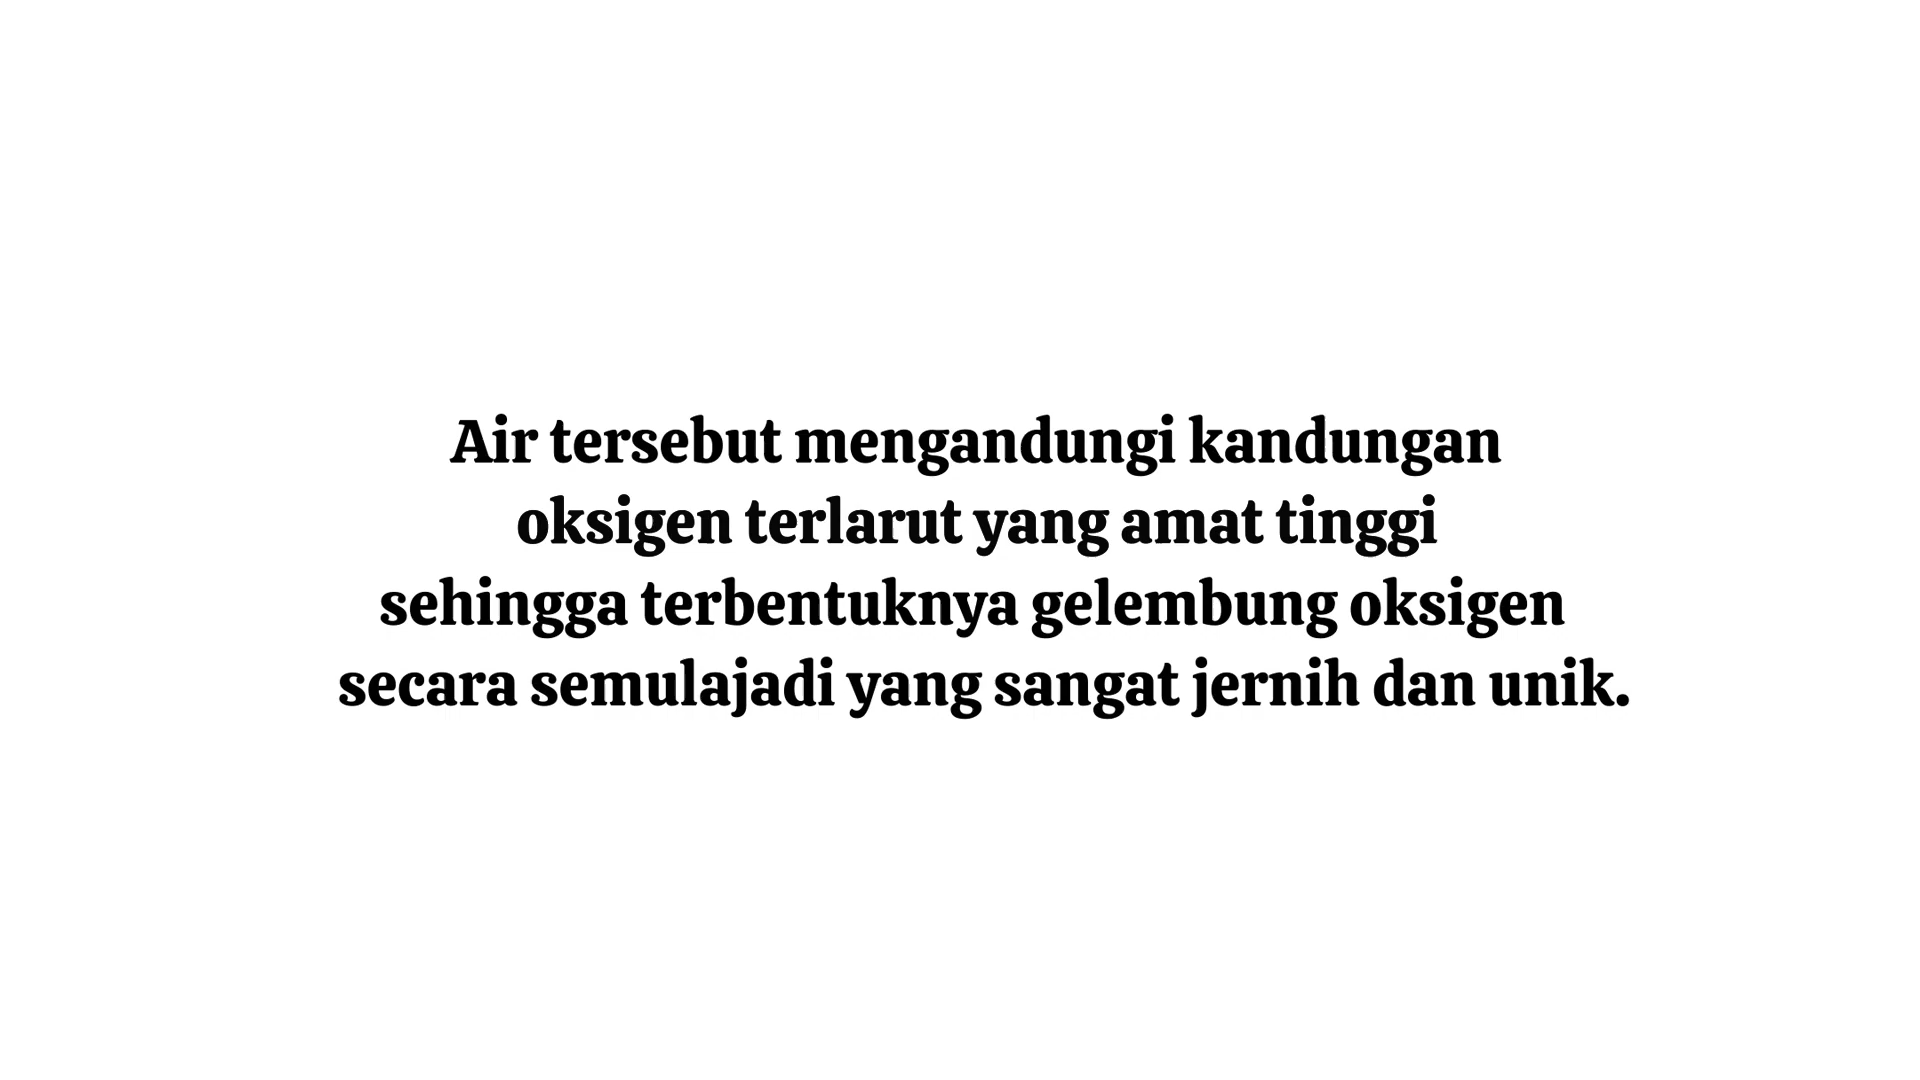 Air tersebut mengandungi kandungan
oksigen terlarut yang amat tinggi
sehingga terbentuknya gelembung oksigen
secara semulajadi yang sangat jernih dan unik.